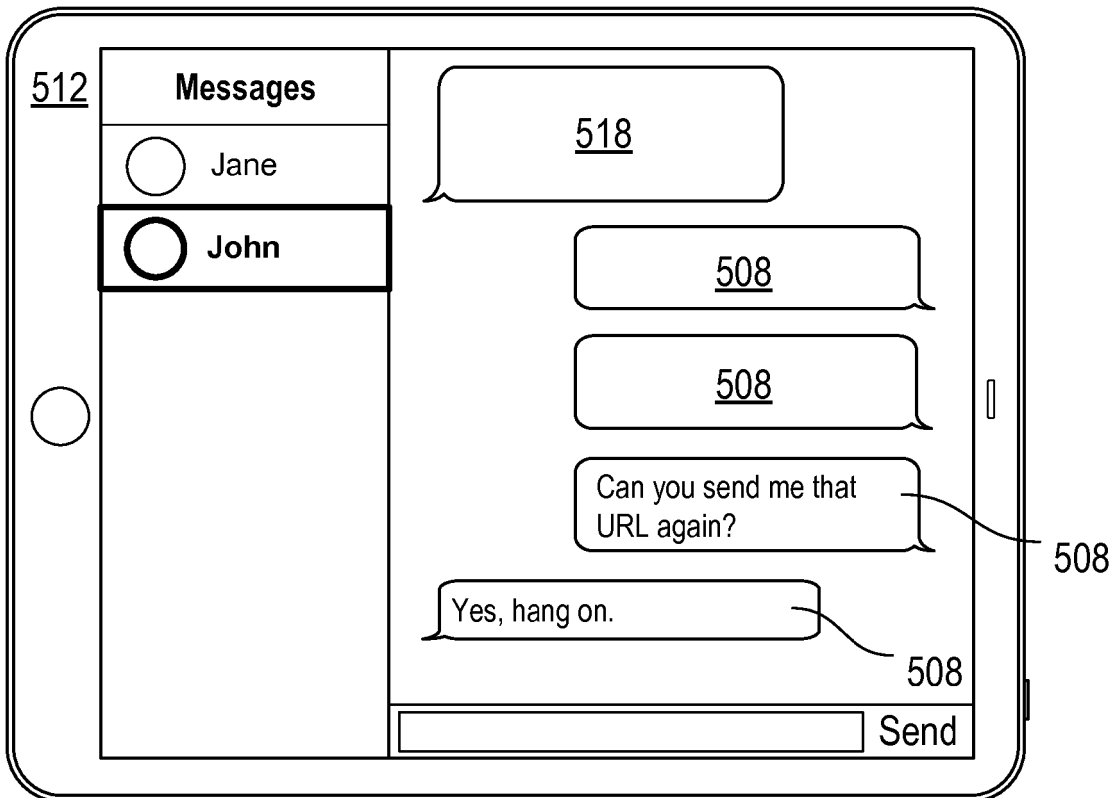 512
Messages
Jane
John
518
508
508
Can you send me that
URL again?
508
Yes, hang on.
508
Send